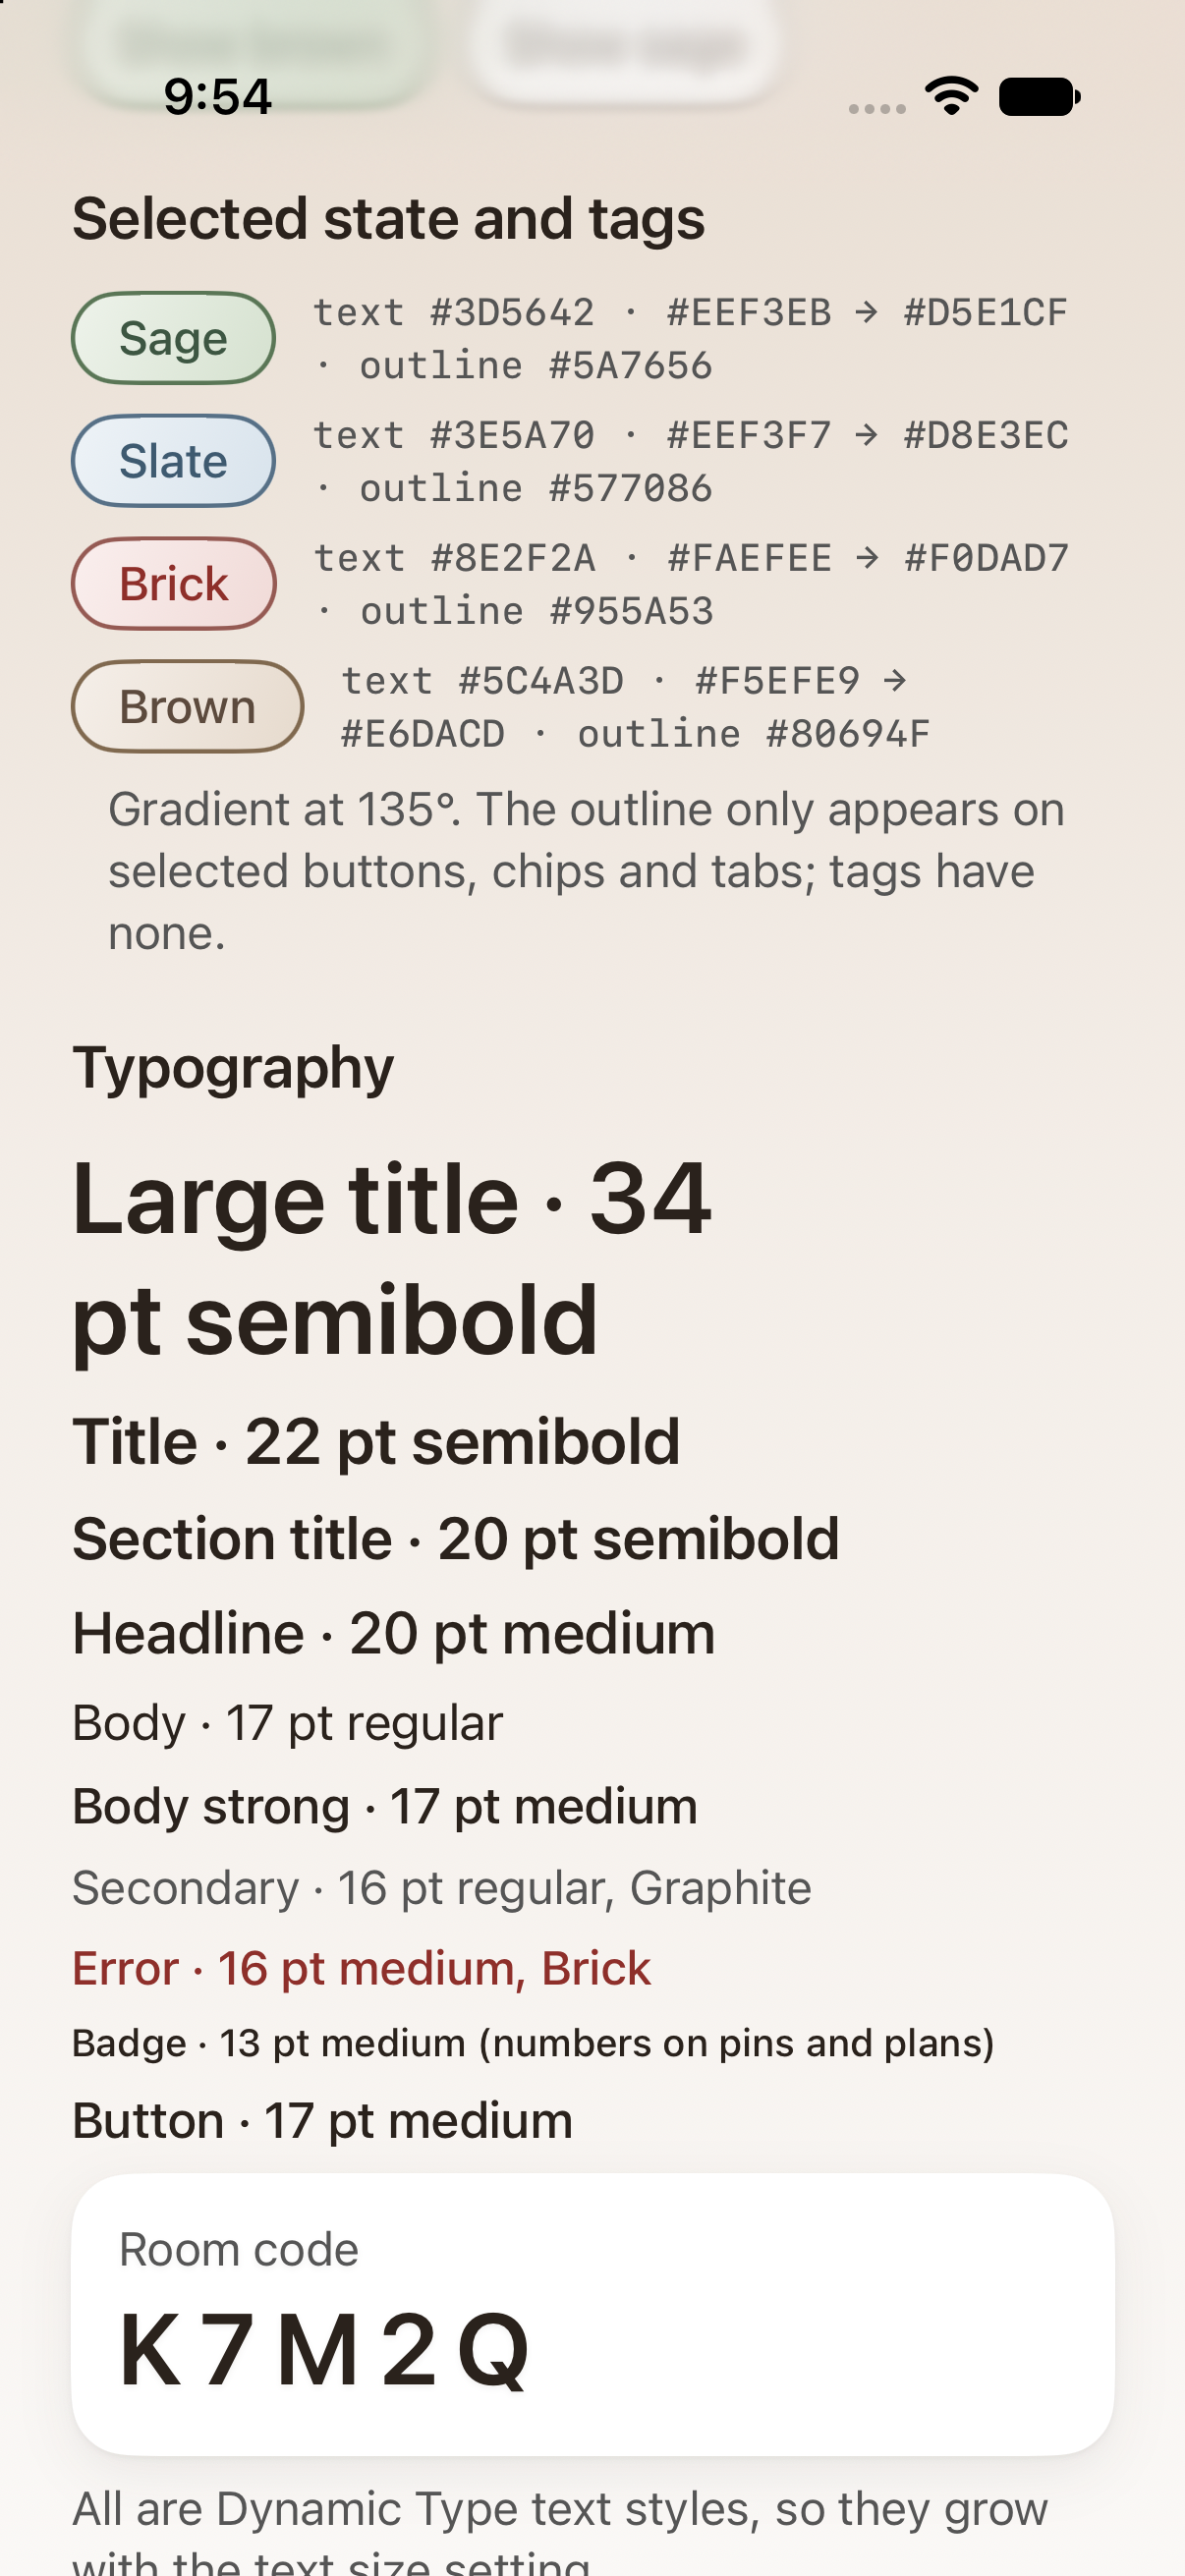 9:54
Selected state and tags
Sage
text #3D5642 · #EEF3EB → #D5E1CF
· outline #5A7656
Slate
text #3E5A70 · #EEF3F7 → #D8E3EC
· outline #577086
Brick
text #8E2F2A · #FAEFEE → #F0DAD7
· outline #955A53
Brown
text #5C4A3D · #F5EFE9 →
#E6DACD · outline #80694F
Gradient at 135°. The outline only appears on
selected buttons, chips and tabs; tags have
none.
Typography
Large title · 34
pt semibold
Title · 22 pt semibold
Section title · 20 pt semibold
Headline · 20 pt medium
Body · 17 pt regular
Body strong · 17 pt medium
Secondary · 16 pt regular, Graphite
Error · 16 pt medium, Brick
Badge · 13 pt medium (numbers on pins and plans)
Button · 17 pt medium
Room code
K7M2Q
All are Dynamic Type text styles, so they grow
with the text size setting